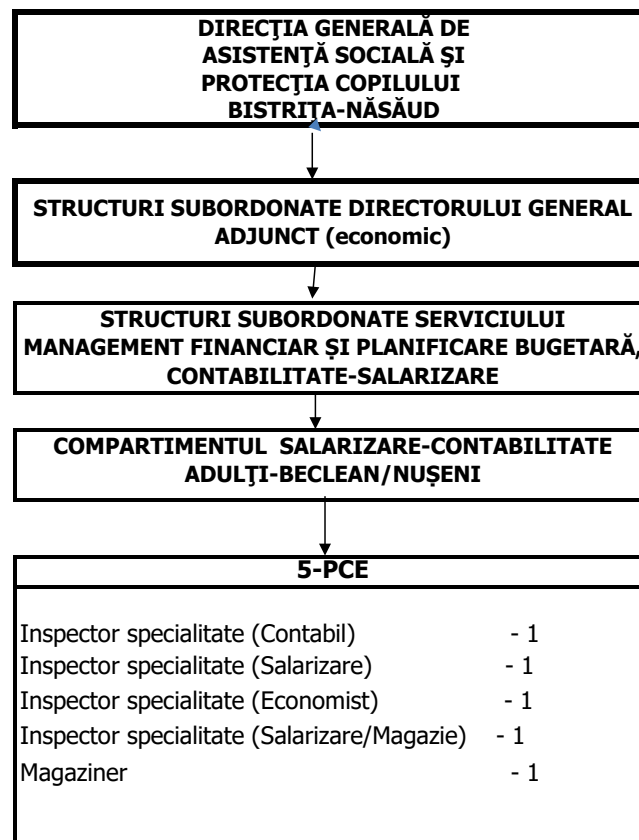 DIRECŢIA GENERALĂ DE
ASISTENŢĂ SOCIALĂ ŞI
PROTECŢIA COPILULUI
BISTRIŢA-NĂSĂUD
STRUCTURI SUBORDONATE DIRECTORULUI GENERAL
ADJUNCT (economic)
STRUCTURI SUBORDONATE SERVICIULUI
MANAGEMENT FINANCIAR ȘI PLANIFICARE BUGETARĂ,
CONTABILITATE-SALARIZARE
COMPARTIMENTUL SALARIZARE-CONTABILITATE
ADULŢI-BECLEAN/NUȘENI
5-PCE
Inspector specialitate (Contabil) - 1
Inspector specialitate (Salarizare) - 1
Inspector specialitate (Economist) - 1
Inspector specialitate (Salarizare/Magazie) - 1
Magaziner - 1